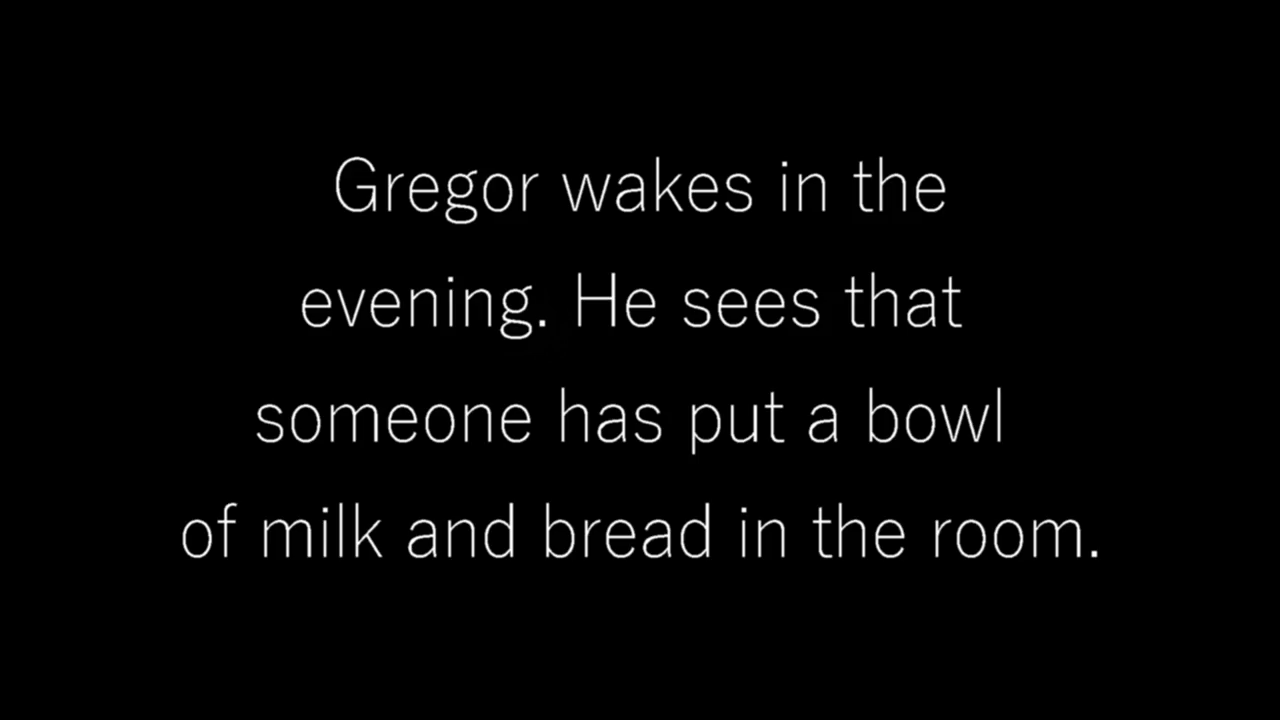 Gregor wakes in the
evening. He sees that
someone has put a bowl
of milk and bread in the room.